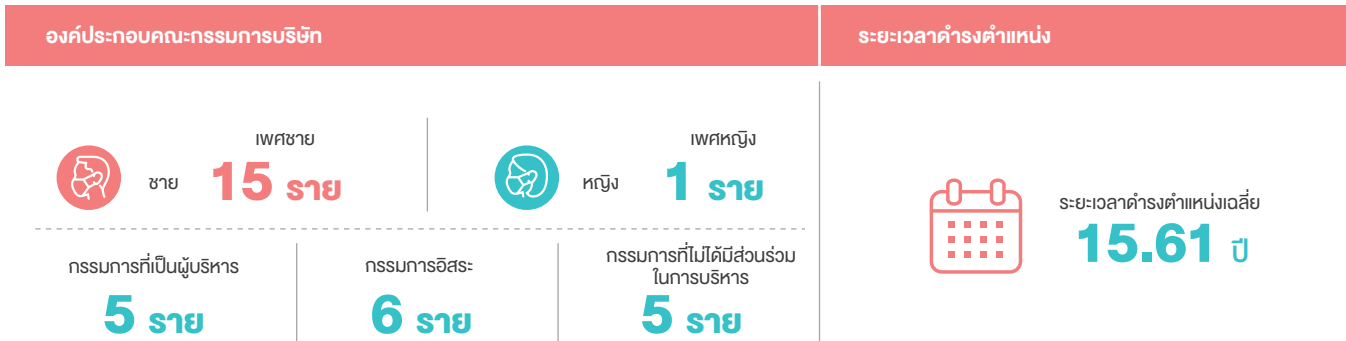 องค์ประกอบคณะกรรมการบริษัท
ระยะเวลาดำรงตำแหน่ง
เพศชาย
ชาย 15 ราย
เพศหญิง
หญิง 1 ราย
กรรมการที่เป็นผู้บริหาร
5 ราย
กรรมการอิสระ
6 ราย
กรรมการที่ไม่ได้มีส่วนร่วม
ในการบริหาร
5 ราย
ระยะเวลาดำรงตำแหน่งเฉลี่ย
15.61 ปี